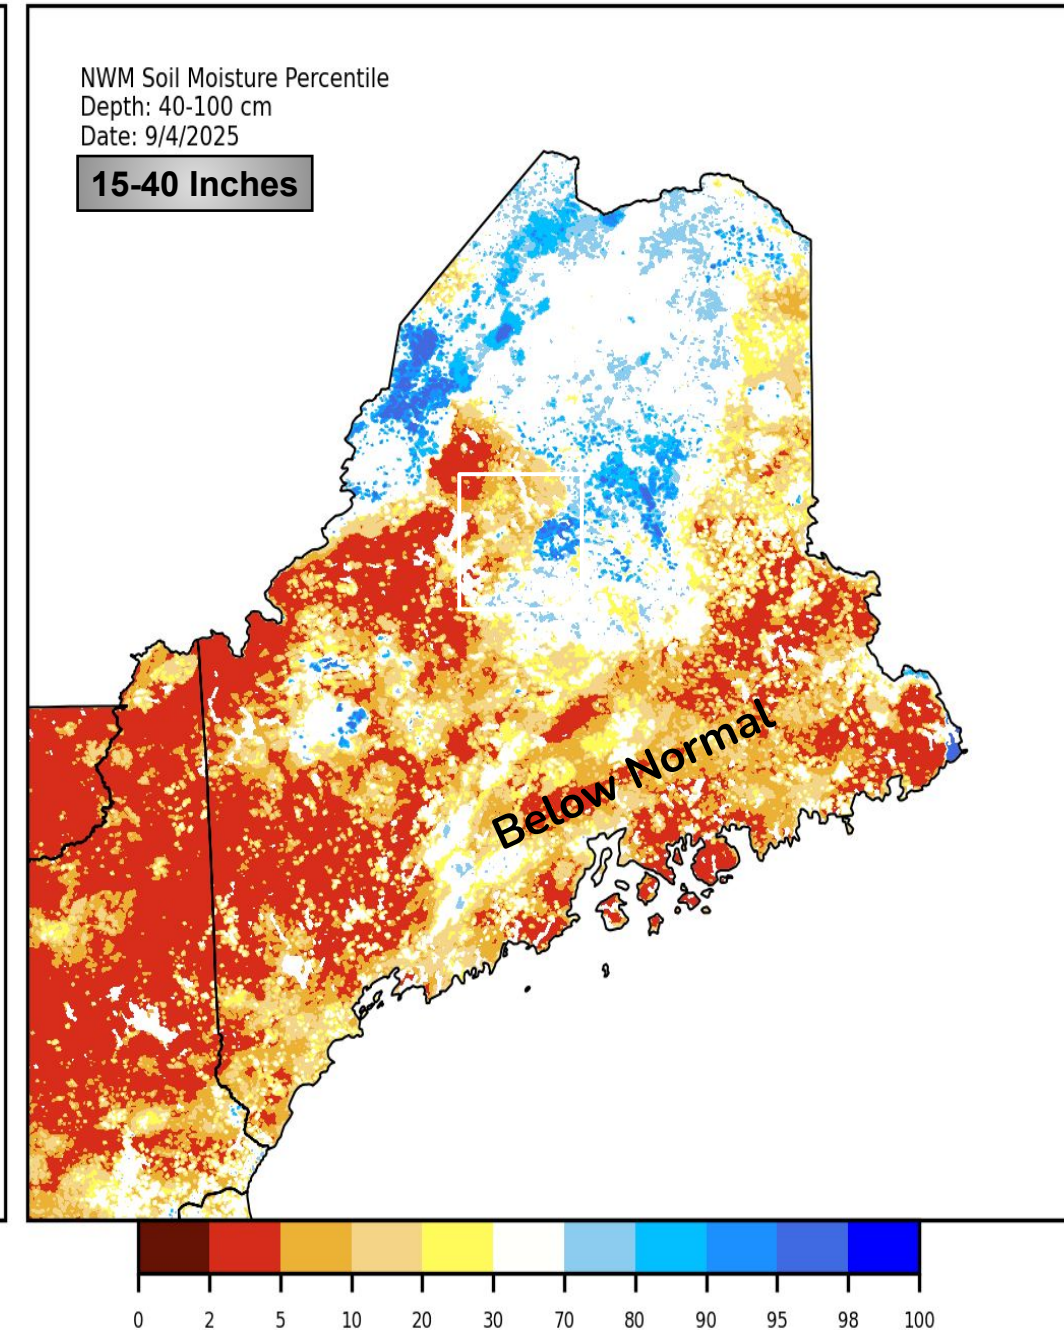 NWM Soil Moisture Percentile
Depth: 40-100 cm
Date: 9/4/2025
15-40 Inches
Below Normal
0 2 5 10 20 30 70 80 90 95 98 100